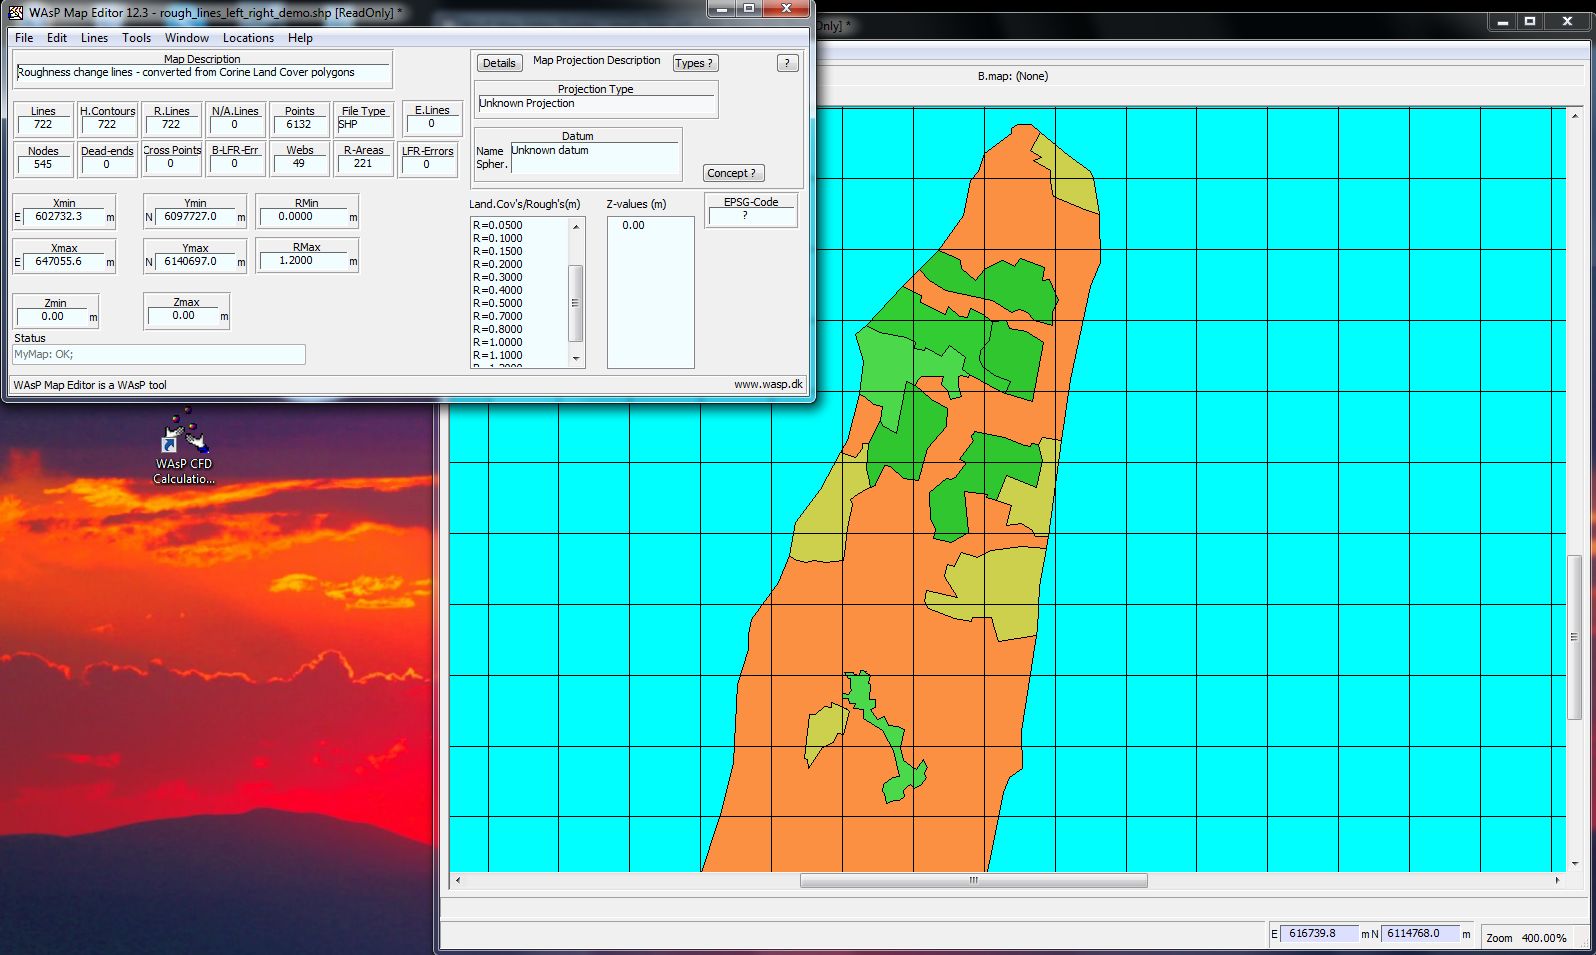 WAsP Map Editor 12.3 - rough_lines_left_right_demo.shp [ReadOnly] *
File Edit Lines Tools Window Locations Help
Map Description
Roughness change lines - converted from Corine Land Cover polygons
Lines H.Contours R.Lines N/A.Lines Points File Type E.Lines
722 722 722 0 6132 SHP 0
Nodes Dead-ends Cross Points B-LFR-Err Webs R-Areas LFR-Errors
545 0 0 0 49 221 0
Xmin Ymin RMin
E 602732.3 m N 6097727.0 m 0.0000 m
Xmax Ymax RMax
E 647055.6 m N 6140697.0 m 1.2000 m
Zmin Zmax
0.00 m 0.00 m
Status
MyMap: OK;
WAsP Map Editor is a WAsP tool
www.wasp.dk
Details Map Projection Description Types ? ?
Projection Type
Unknown Projection
Datum
Name Unknown datum
Spher.
Concept ?
Land.Cov's/Rough's(m) Z-values (m) EPSG-Code
?
R=0.0500 0.00
R=0.1000
R=0.1500
R=0.2000
R=0.3000
R=0.4000
R=0.5000
R=0.7000
R=0.8000
R=1.0000
R=1.1000
R=1.2000
Only] *
B.map: (None)
WAsP CFD
Calculatio...
E 616739.8 m N 6114768.0 m Zoom 400.00%